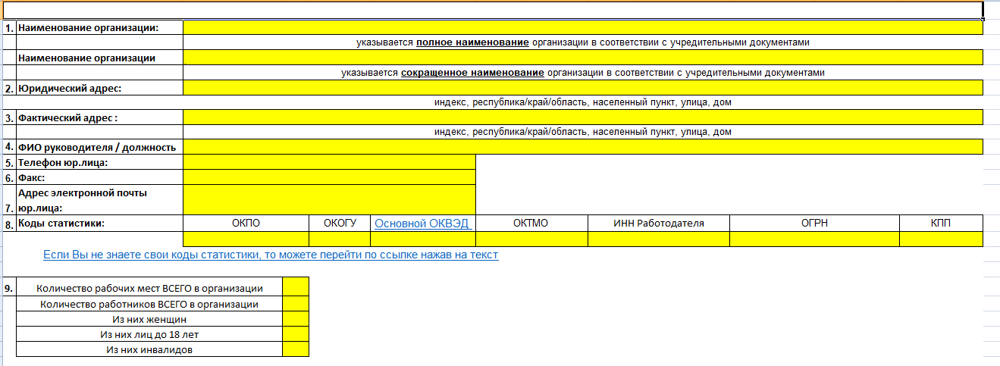 1. Наименование организации:
указывается полное наименование организации в соответствии с учредительными документами
Наименование организации
указывается сокращенное наименование организации в соответствии с учредительными документами
2. Юридический адрес:
индекс, республика/край/область, населенный пункт, улица, дом
3. Фактический адрес :
индекс, республика/край/область, населенный пункт, улица, дом
4. ФИО руководителя / должность
5. Телефон юр.лица:
6. Факс:
Адрес электронной почты
7. юр.лица:
8. Коды статистики: ОКПО ОКОГУ Основной ОКВЭД ОКТМО ИНН Работодателя ОГРН КПП
Если Вы не знаете свои коды статистики, то можете перейти по ссылке нажав на текст
9. Количество рабочих мест ВСЕГО в организации
Количество работников ВСЕГО в организации
Из них женщин
Из них лиц до 18 лет
Из них инвалидов